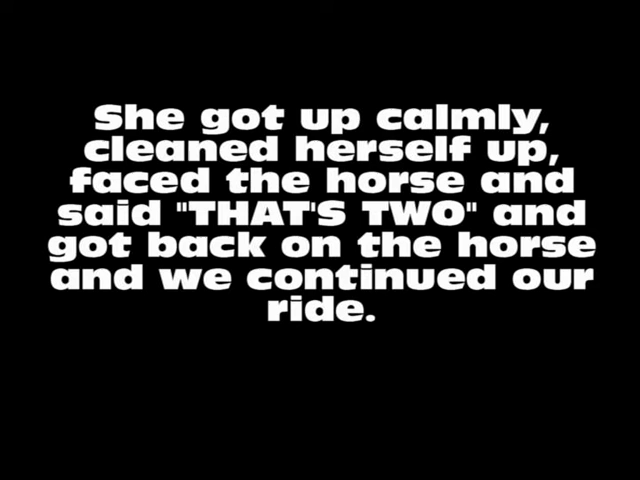 She got up calmly,
cleaned herself up,
faced the horse and
said "THAT'S TWO" and
got back on the horse
and we continued our
ride.